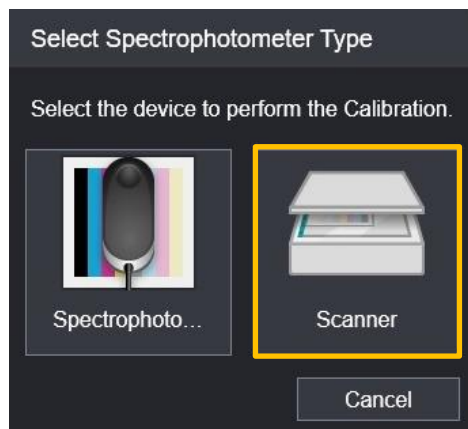 Select Spectrophotometer Type
Select the device to perform the Calibration.
Spectrophoto...
Scanner
Cancel